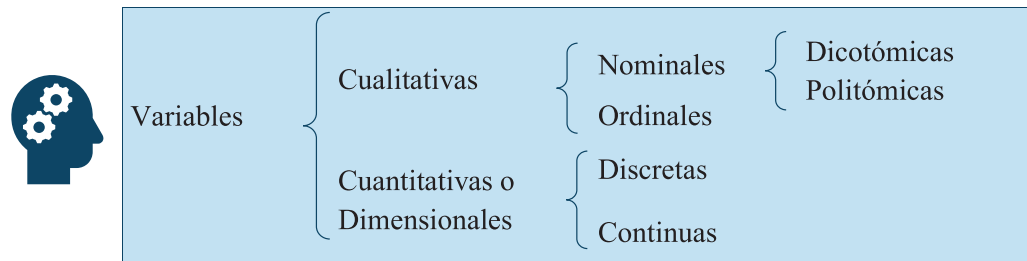 Variables
Cualitativas
Nominales
Dicotómicas
Politómicas
Ordinales
Cuantitativas o
Dimensionales
Discretas
Continuas